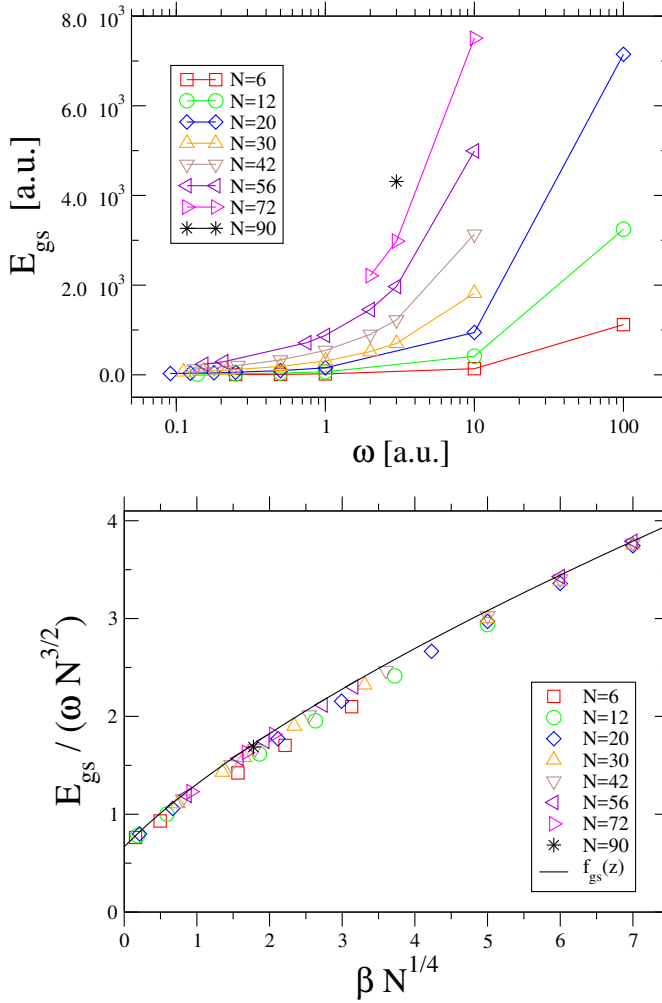 8.0 10³
6.0 10³
4.0 10³
2.0 10³
0.0
E_gs [a.u.]
N=6
N=12
N=20
N=30
N=42
N=56
N=72
N=90
0.1 1 10 100
ω [a.u.]
4
3
2
1
0
E_gs / (ω N^3/2)
N=6
N=12
N=20
N=30
N=42
N=56
N=72
N=90
f_gs(z)
0 1 2 3 4 5 6 7
β N^1/4